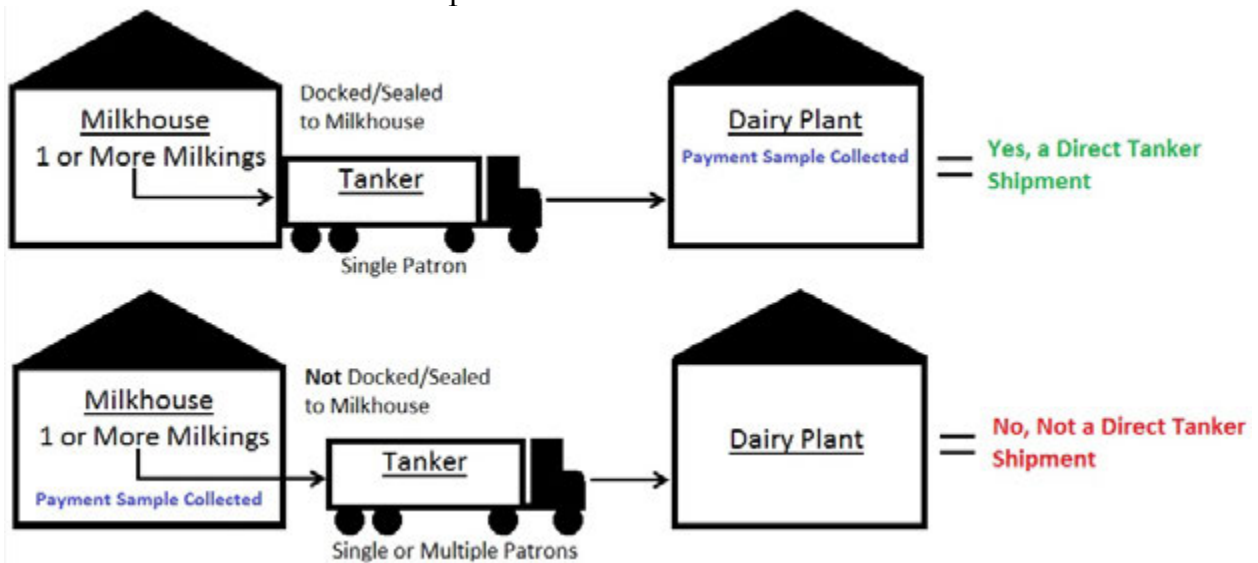 Docked/Sealed
to Milkhouse
Milkhouse
1 or More Milkings
Tanker
Single Patron
Dairy Plant
Payment Sample Collected
= Yes, a Direct Tanker
Shipment
Not Docked/Sealed
to Milkhouse
Milkhouse
1 or More Milkings
Payment Sample Collected
Tanker
Single or Multiple Patrons
Dairy Plant
= No, Not a Direct Tanker
Shipment